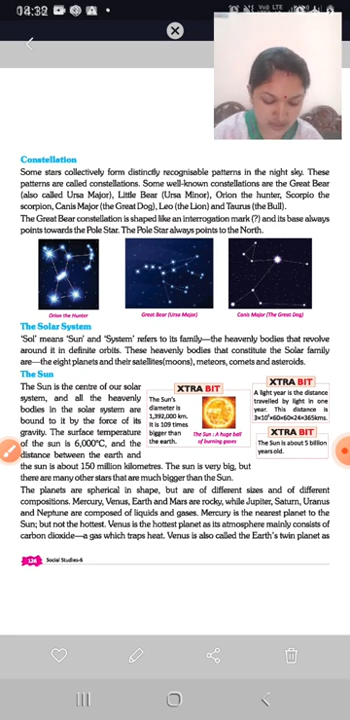 08:32
LTE
Constellation
Some stars collectively form distinctly recognisable patterns in the night sky. These
patterns are called constellations. Some well-known constellations are the Great Bear
(also called Ursa Major), Little Bear (Ursa Minor), Orion the hunter, Scorpio the
scorpion, Canis Major (the Great Dog), Leo (the Lion) and Taurus (the Bull).
The Great Bear constellation is shaped like an interrogation mark (?) and its base always
points towards the Pole Star. The Pole Star always points to the North.
Orion the Hunter
Great Bear (Ursa Major)
Canis Major (The Great Dog)
The Solar System
'Sol' means 'Sun' and 'System' refers to its family—the heavenly bodies that revolve
around it in definite orbits. These heavenly bodies that constitute the Solar family
are—the eight planets and their satellites(moons), meteors, comets and asteroids.
The Sun
The Sun is the centre of our solar
system, and all the heavenly
bodies in the solar system are
bound to it by the force of its
gravity. The surface temperature
of the sun is 6,000°C, and the
distance between the earth and
the sun is about 150 million kilometres. The sun is very big, but
there are many other stars that are much bigger than the Sun.
XTRA BIT
The Sun's
diameter is
1,392,000 km.
It is 109 times
bigger than
the earth.
The Sun : A huge ball
of burning gases
XTRA BIT
A light year is the distance
travelled by light in one
year. This distance is
3×10⁵×60×60×24×365kms.
XTRA BIT
The Sun is about 5 billion
years old.
The planets are spherical in shape, but are of different sizes and of different
compositions. Mercury, Venus, Earth and Mars are rocky, while Jupiter, Saturn, Uranus
and Neptune are composed of liquids and gases. Mercury is the nearest planet to the
Sun; but not the hottest. Venus is the hottest planet as its atmosphere mainly consists of
carbon dioxide—a gas which traps heat. Venus is also called the Earth's twin planet as
Social Studies-6